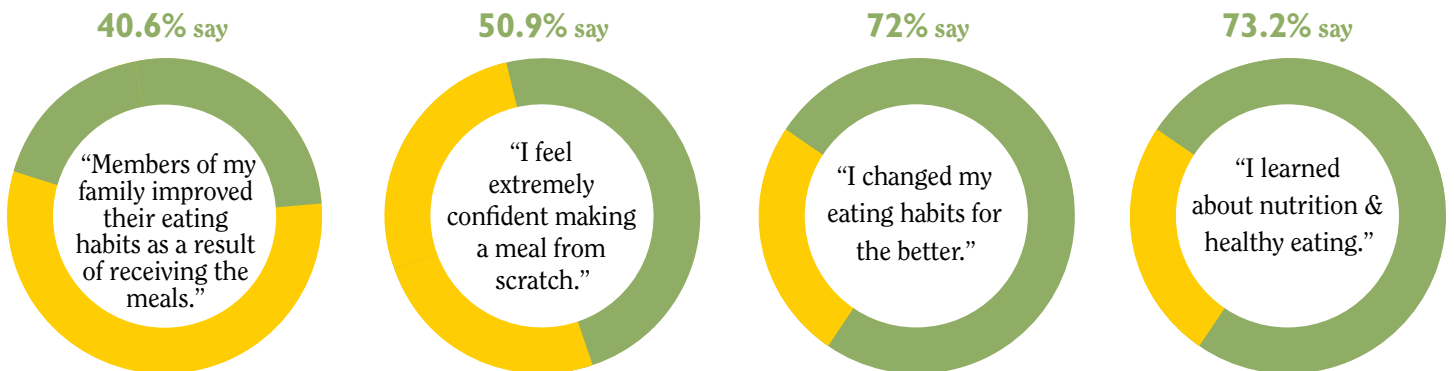 40.6% say
“Members of my
family improved
their eating
habits as a result
of receiving the
meals.”
50.9% say
“I feel
extremely
confident making
a meal from
scratch.”
72% say
“I changed my
eating habits for
the better.”
73.2% say
“I learned
about nutrition &
healthy eating.”